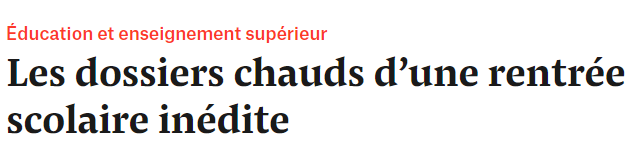 Éducation et enseignement supérieur
Les dossiers chauds d’une rentrée
scolaire inédite